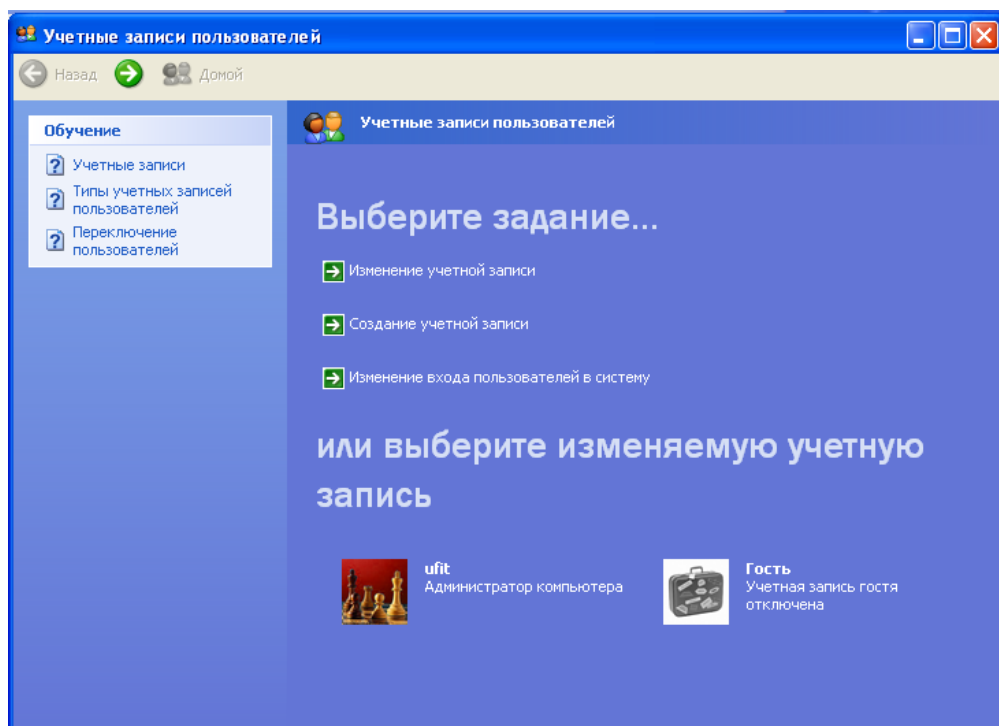 Учетные записи пользователей
Назад Домой
Обучение
Учетные записи
Типы учетных записей
пользователей
Переключение
пользователей
Учетные записи пользователей
Выберите задание...
Изменение учетной записи
Создание учетной записи
Изменение входа пользователей в систему
или выберите изменяемую учетную
запись
ufit
Администратор компьютера
Гость
Учетная запись гостя
отключена